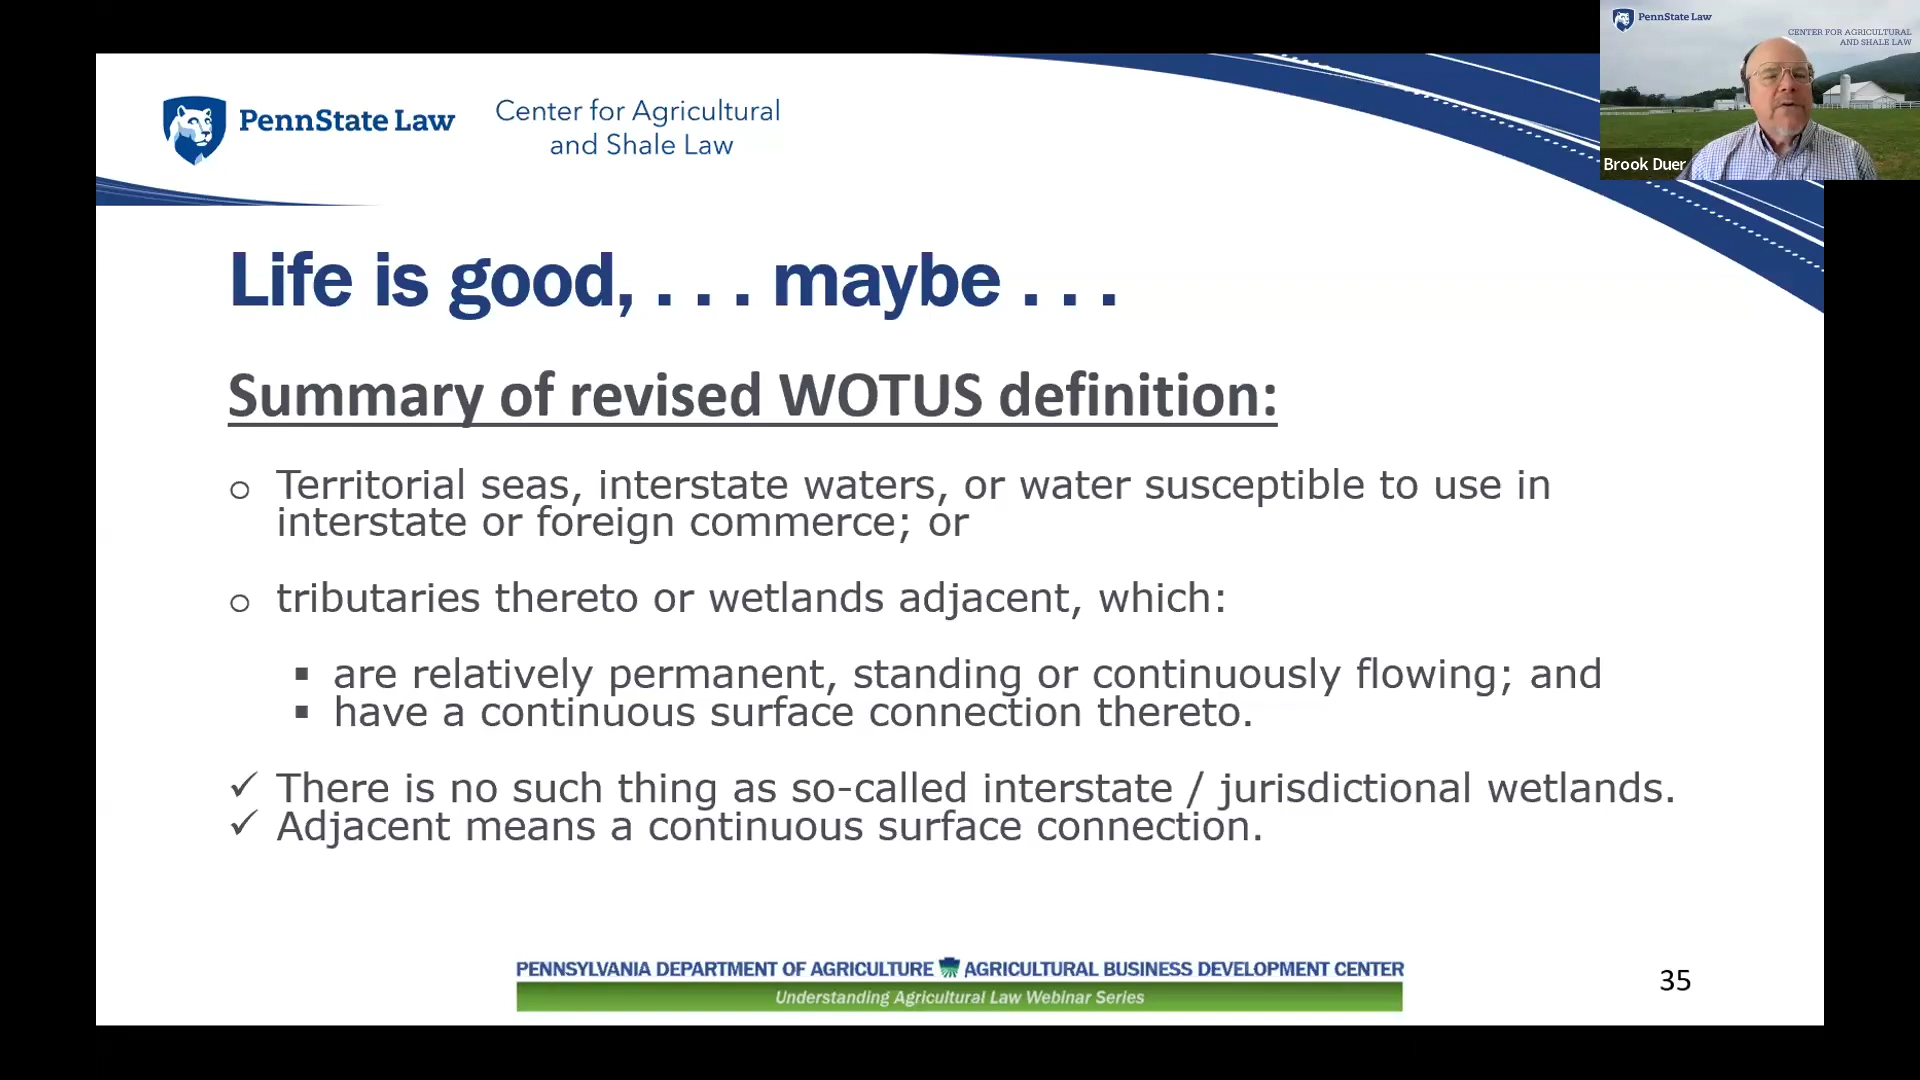 PennState Law
CENTER FOR AGRICULTURAL
AND SHALE LAW
Brook Duer
PennState Law
Center for Agricultural
and Shale Law
Life is good, . . . maybe . . .
Summary of revised WOTUS definition:
o Territorial seas, interstate waters, or water susceptible to use in
interstate or foreign commerce; or
o tributaries thereto or wetlands adjacent, which:
▪ are relatively permanent, standing or continuously flowing; and
▪ have a continuous surface connection thereto.
✓ There is no such thing as so-called interstate / jurisdictional wetlands.
✓ Adjacent means a continuous surface connection.
PENNSYLVANIA DEPARTMENT OF AGRICULTURE AGRICULTURAL BUSINESS DEVELOPMENT CENTER
Understanding Agricultural Law Webinar Series
35